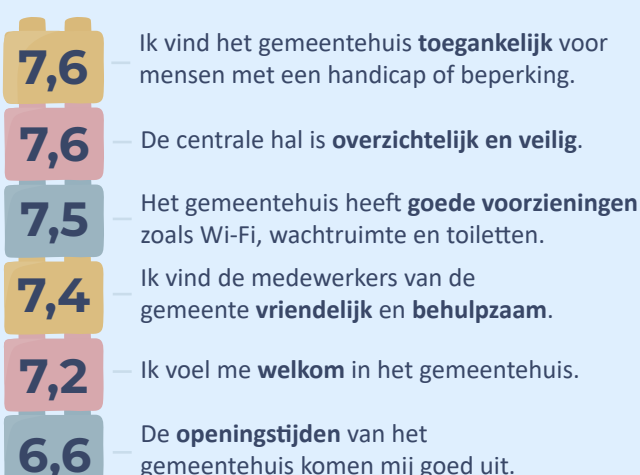 7,6
Ik vind het gemeentehuis toegankelijk voor
mensen met een handicap of beperking.
7,6
De centrale hal is overzichtelijk en veilig.
7,5
Het gemeentehuis heeft goede voorzieningen
zoals Wi-Fi, wachtruimte en toiletten.
7,4
Ik vind de medewerkers van de
gemeente vriendelijk en behulpzaam.
7,2
Ik voel me welkom in het gemeentehuis.
6,6
De openingstijden van het
gemeentehuis komen mij goed uit.